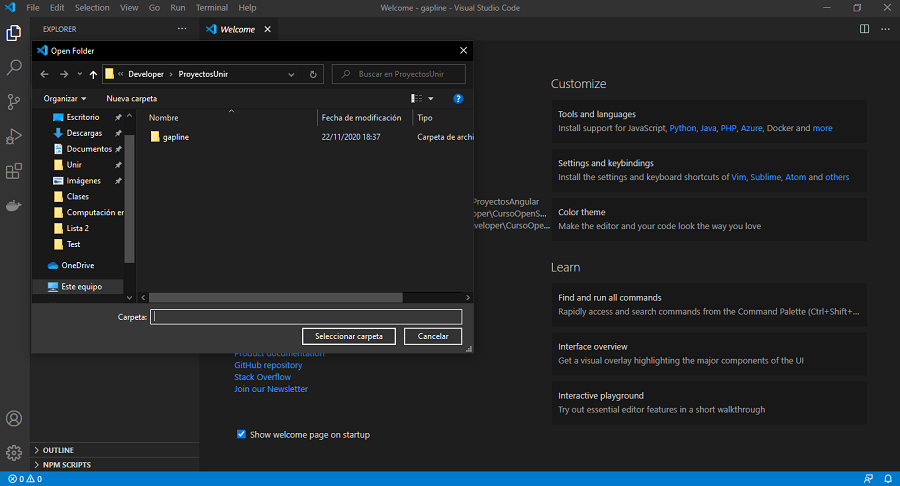 File Edit Selection View Go Run Terminal Help
Welcome - gapline - Visual Studio Code
EXPLORER
Welcome
Open Folder
Developer
ProyectosUnir
Buscar en ProyectosUnir
Organizar
Nueva carpeta
Nombre
Fecha de modificación
Tipo
Escritorio
Descargas
Documentos
Unir
Imágenes
Clases
Computación en
Lista 2
Test
OneDrive
Este equipo
gapline
22/11/2020 18:37
Carpeta de archi
Carpeta:
Seleccionar carpeta
Cancelar
royectosAngular
oper\CursoOpenS...
veloper\CursoOpe...
Product documentation
GitHub repository
Stack Overflow
Join our Newsletter
Show welcome page on startup
Customize
Tools and languages
Install support for JavaScript, Python, Java, PHP, Azure, Docker and more
Settings and keybindings
Install the settings and keyboard shortcuts of Vim, Sublime, Atom and others
Color theme
Make the editor and your code look the way you love
Learn
Find and run all commands
Rapidly access and search commands from the Command Palette (Ctrl+Shift+...
Interface overview
Get a visual overlay highlighting the major components of the UI
Interactive playground
Try out essential editor features in a short walkthrough
OUTLINE
NPM SCRIPTS
0 0